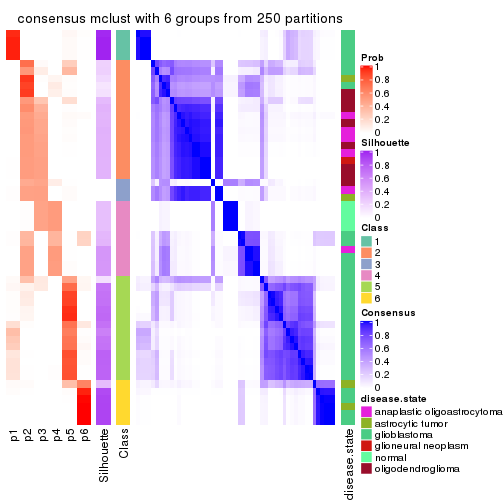 consensus mclust with 6 groups from 250 partitions
Prob
1
0.8
0.6
0.4
0.2
0
Silhouette
1
0.8
0.6
0.4
0.2
0
Class
1
2
3
4
5
6
Consensus
1
0.8
0.6
0.4
0.2
0
disease.state
anaplastic oligoastrocytoma
astrocytic tumor
glioblastoma
glioneural neoplasm
normal
oligodendroglioma
p1
p2
p3
p4
p5
p6
Silhouette
Class
disease.state